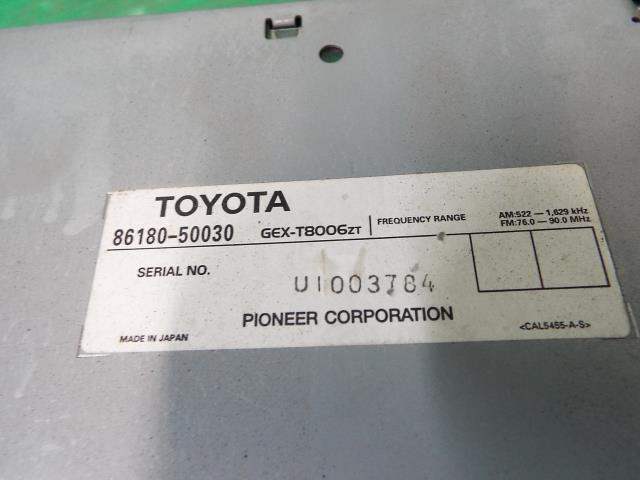 TOYOTA
86180-50030 GEX-T8006ZT FREQUENCY RANGE AM:522 — 1,629 kHz
FM:76.0 — 90.0 MHz
SERIAL NO. UI003784
PIONEER CORPORATION
MADE IN JAPAN <CAL5455-A-S>